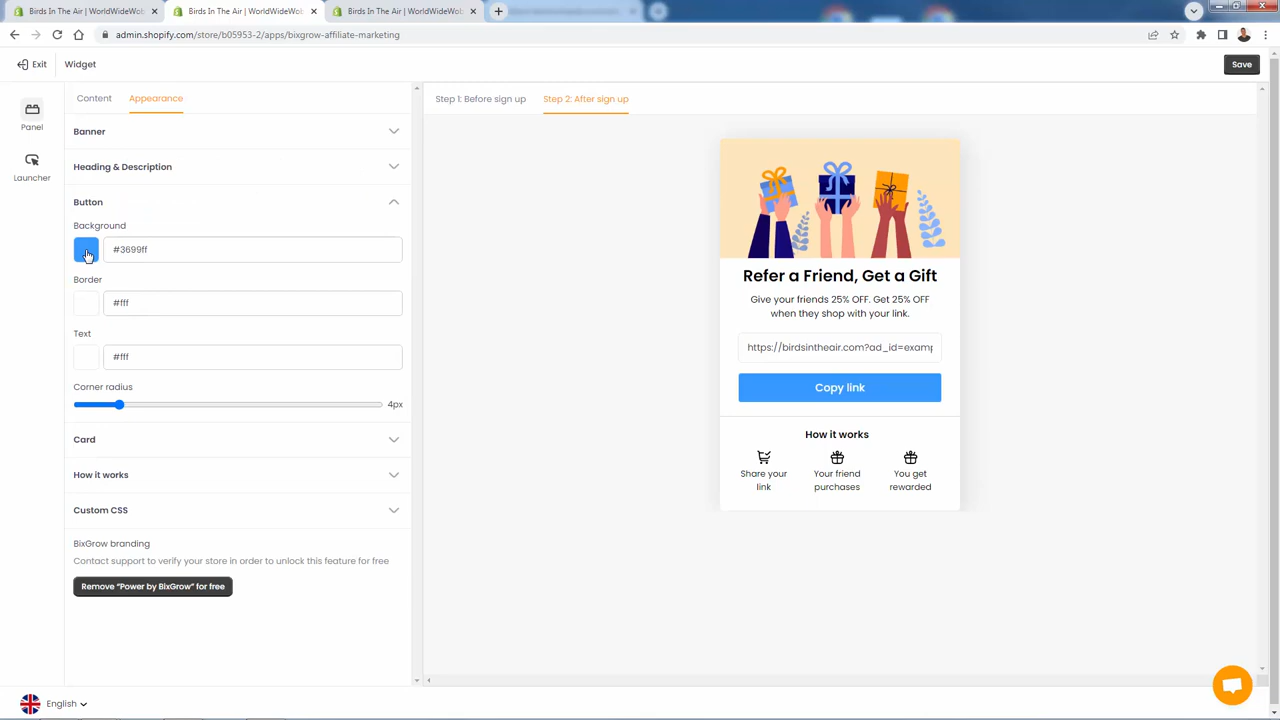 Birds In The Air | WorldWideWob
Birds In The Air | WorldWideWob
Birds In The Air | WorldWideWob
admin.shopify.com/store/b05953-2/apps/bixgrow-affiliate-marketing
Exit
Widget
Save
Panel
Launcher
Content
Appearance
Banner
Heading & Description
Button
Background
#3699ff
Border
#fff
Text
#fff
Corner radius
4px
Card
How it works
Custom CSS
BixGrow branding
Contact support to verify your store in order to unlock this feature for free
Remove “Power by BixGrow” for free
English
Step 1: Before sign up
Step 2: After sign up
Refer a Friend, Get a Gift
Give your friends 25% OFF. Get 25% OFF
when they shop with your link.
https://birdsintheair.com?ad_id=examp
Copy link
How it works
Share your
link
Your friend
purchases
You get
rewarded